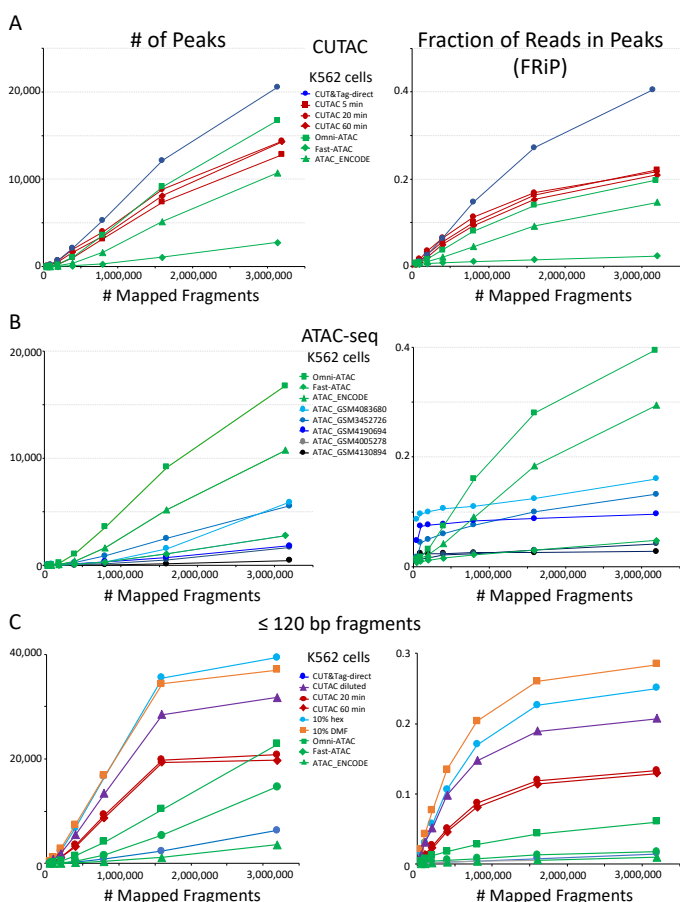 A
# of Peaks
CUTAC
Fraction of Reads in Peaks
(FRiP)
K562 cells
CUT&Tag-direct
CUTAC 5 min
CUTAC 20 min
CUTAC 60 min
Omni-ATAC
Fast-ATAC
ATAC_ENCODE
20,000
10,000
0
1,000,000
2,000,000
3,000,000
# Mapped Fragments
0.4
0.2
0
1,000,000
2,000,000
3,000,000
# Mapped Fragments
B
ATAC-seq
K562 cells
Omni-ATAC
Fast-ATAC
ATAC_ENCODE
ATAC_GSM4083680
ATAC_GSM3452726
ATAC_GSM4190694
ATAC_GSM4005278
ATAC_GSM4130894
20,000
10,000
0
1,000,000
2,000,000
3,000,000
# Mapped Fragments
0.4
0.2
0
1,000,000
2,000,000
3,000,000
# Mapped Fragments
C
≤ 120 bp fragments
K562 cells
CUT&Tag-direct
CUTAC diluted
CUTAC 20 min
CUTAC 60 min
10% hex
10% DMF
Omni-ATAC
Fast-ATAC
ATAC_ENCODE
40,000
20,000
0
1,000,000
2,000,000
3,000,000
# Mapped Fragments
0.3
0.2
0.1
0
1,000,000
2,000,000
3,000,000
# Mapped Fragments